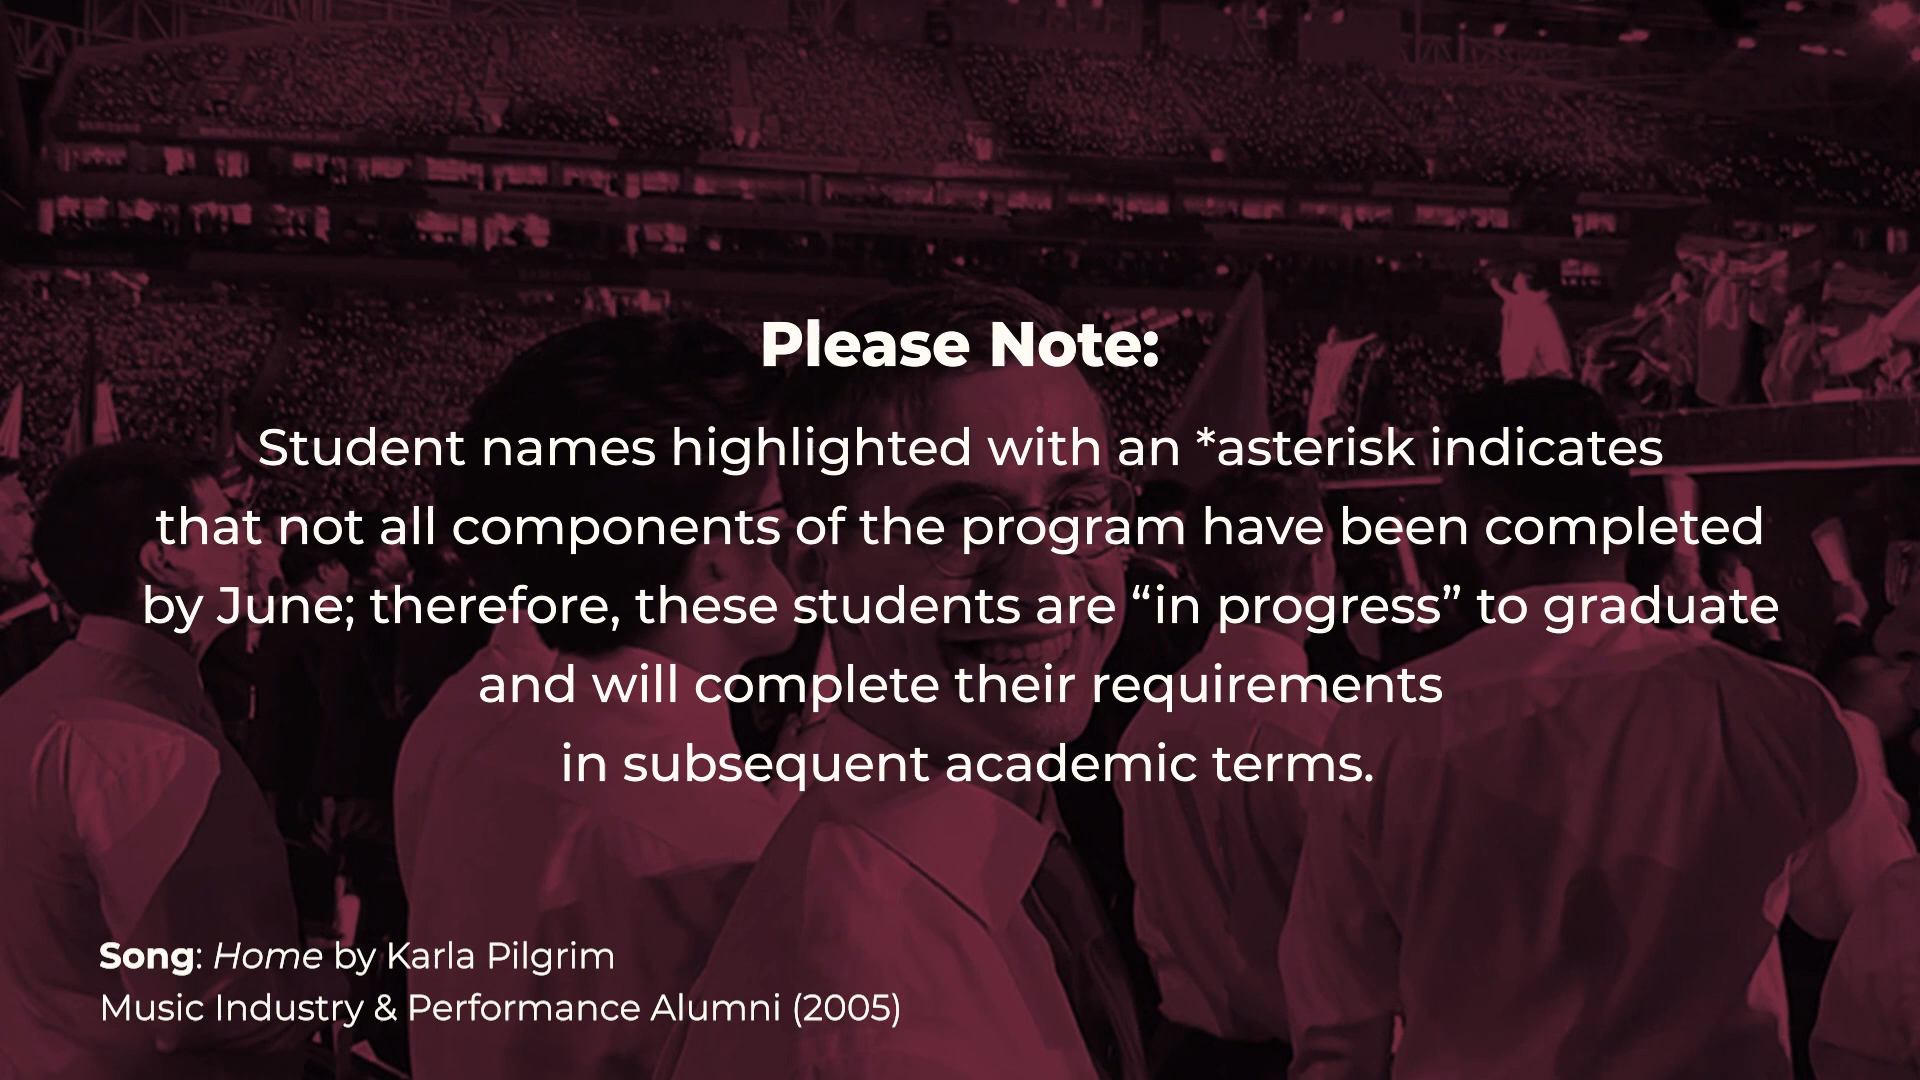 Please Note:
Student names highlighted with an *asterisk indicates
that not all components of the program have been completed
by June; therefore, these students are “in progress” to graduate
and will complete their requirements
in subsequent academic terms.
Song: Home by Karla Pilgrim
Music Industry & Performance Alumni (2005)